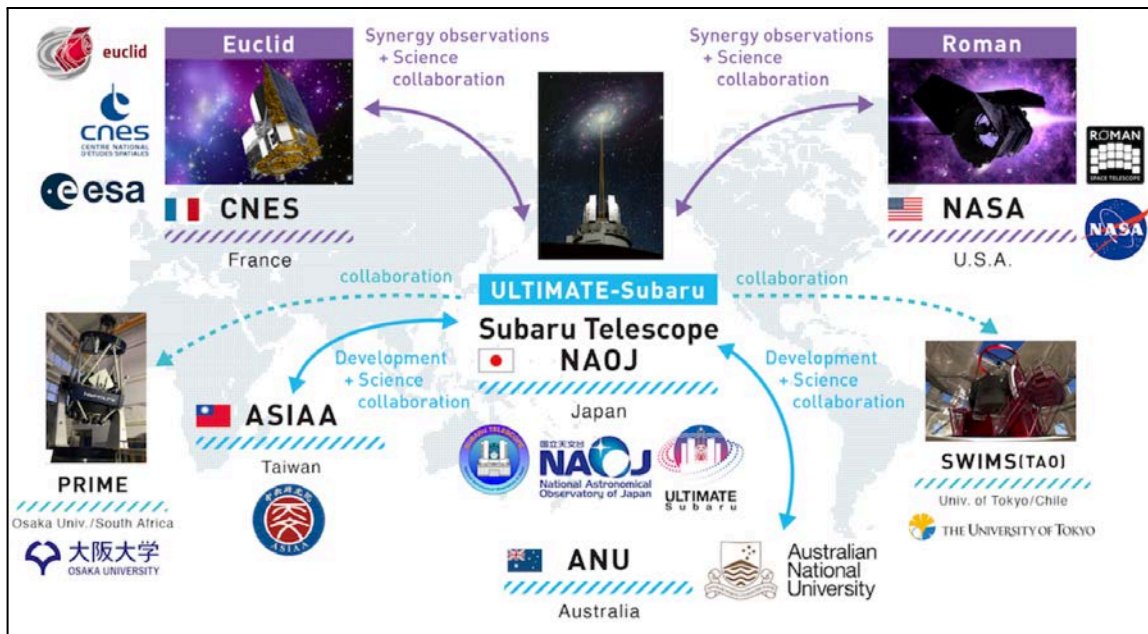 euclid
cnes
CENTRE NATIONAL
D'ÉTUDES SPATIALES
esa
Euclid
CNES
France
Synergy observations
+ Science
collaboration
Synergy observations
+ Science
collaboration
Roman
NASA
U.S.A.
ROMAN
SPACE TELESCOPE
NASA
collaboration
ULTIMATE-Subaru
collaboration
Subaru Telescope
NAOJ
Japan
Development
+ Science
collaboration
Development
+ Science
collaboration
ASIAA
Taiwan
ASIAA
SUBARU TELESCOPE
国立天文台
NAOJ
National Astronomical
Observatory of Japan
ULTIMATE
Subaru
PRIME
Osaka Univ./South Africa
大阪大学
OSAKA UNIVERSITY
SWIMS(TAO)
Univ. of Tokyo/Chile
THE UNIVERSITY OF TOKYO
ANU
Australia
Australian
National
University